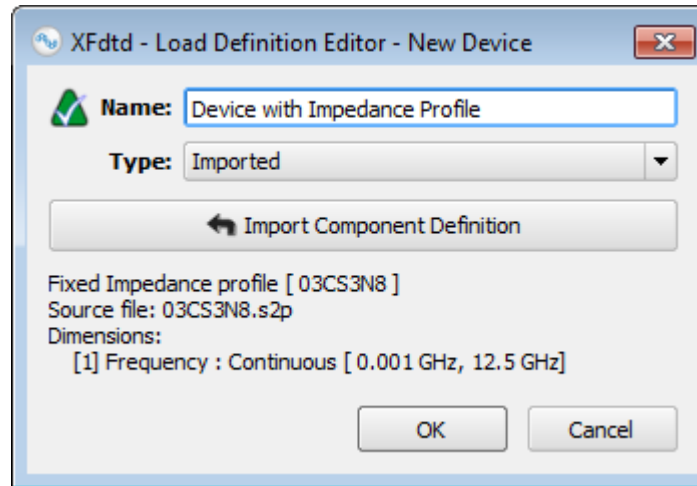 XFdtd - Load Definition Editor - New Device
Name: Device with Impedance Profile
Type: Imported
Import Component Definition
Fixed Impedance profile [ 03CS3N8 ]
Source file: 03CS3N8.s2p
Dimensions:
[1] Frequency : Continuous [ 0.001 GHz, 12.5 GHz]
OK Cancel